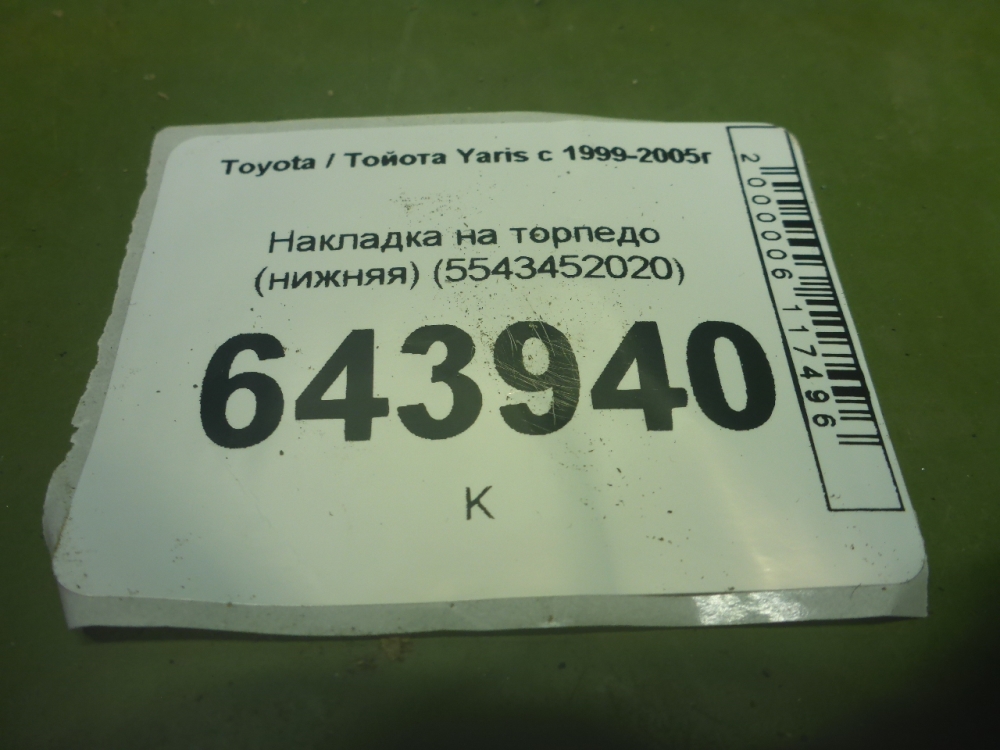 Toyota / Тойота Yaris с 1999-2005г
Накладка на торпедо
(нижняя) (5543452020)
643940
К
2000006117496